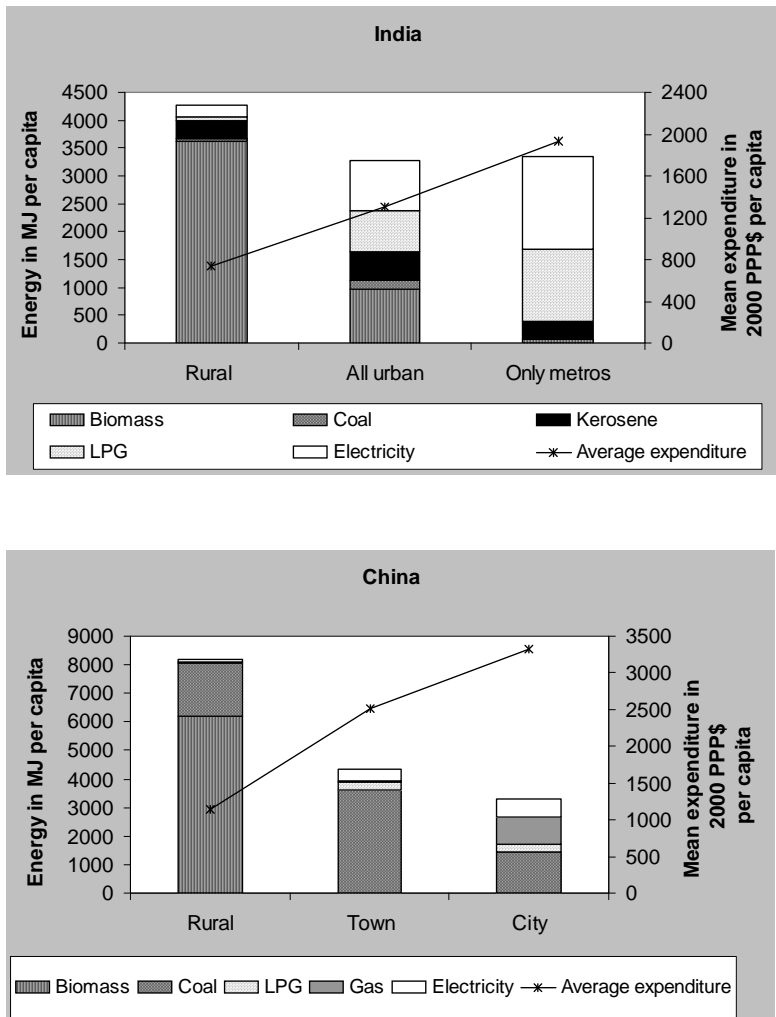 India
Energy in MJ per capita
4500
4000
3500
3000
2500
2000
1500
1000
500
0
2400
2000
1600
1200
800
400
0
Mean expenditure in
2000 PPP$ per capita
Rural All urban Only metros
Biomass Coal Kerosene
LPG Electricity Average expenditure
China
Energy in MJ per capita
9000
8000
7000
6000
5000
4000
3000
2000
1000
0
3500
3000
2500
2000
1500
1000
500
0
Mean expenditure in
2000 PPP$
per capita
Rural Town City
Biomass Coal LPG Gas Electricity Average expenditure